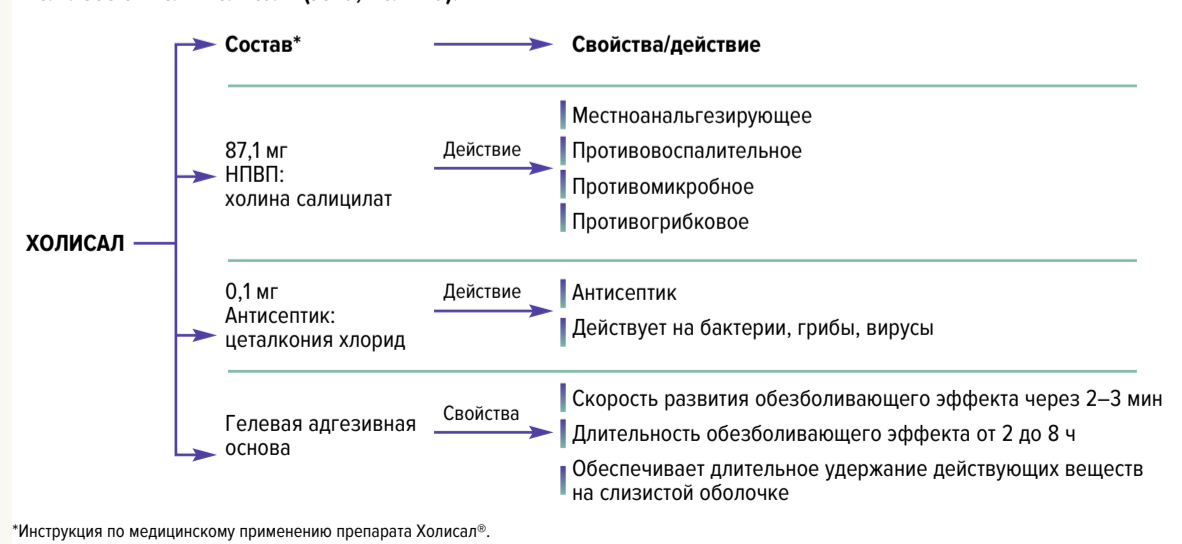 Состав*
Свойства/действие
87,1 мг
НПВП:
холина салицилат
Действие
Местноанальгезирующее
Противовоспалительное
Противомикробное
Противогрибковое
ХОЛИСАЛ
0,1 мг
Антисептик:
цеталкония хлорид
Действие
Антисептик
Действует на бактерии, грибы, вирусы
Гелевая адгезивная
основа
Свойства
Скорость развития обезболивающего эффекта через 2–3 мин
Длительность обезболивающего эффекта от 2 до 8 ч
Обеспечивает длительное удержание действующих веществ
на слизистой оболочке
*Инструкция по медицинскому применению препарата Холисал®.